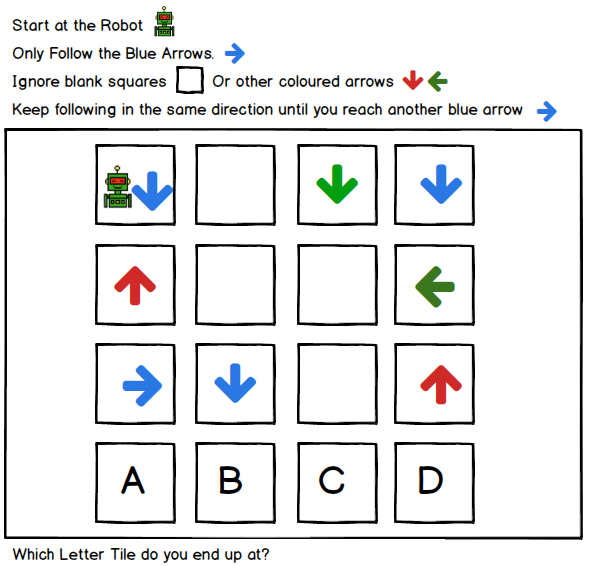 Start at the Robot
Only Follow the Blue Arrows.
Ignore blank squares Or other coloured arrows
Keep following in the same direction until you reach another blue arrow
A B C D
Which Letter Tile do you end up at?